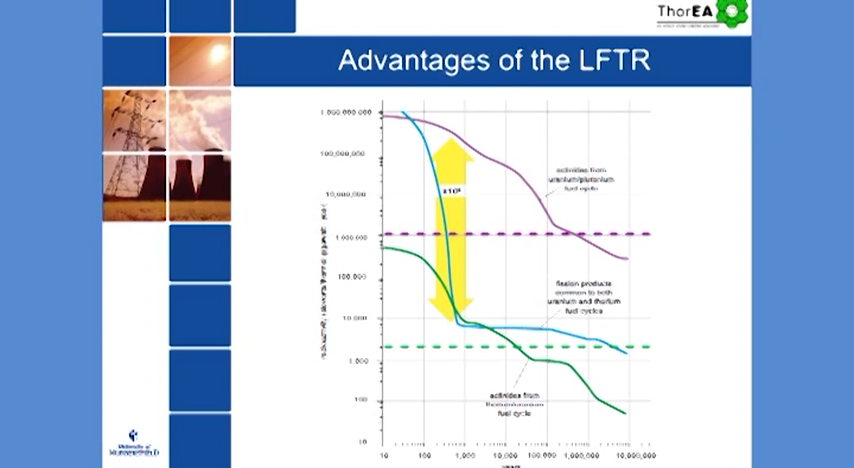 ThorEA
Advantages of the LFTR
1,000,000,000
100,000,000
10,000,000
1,000,000
100,000
10,000
1,000
100
10
x10⁴
actinides from
uranium/plutonium
fuel cycle
fission products
common to both
uranium and thorium
fuel cycles
actinides from
fuel cycle
10 100 1,000 10,000 100,000 1,000,000 10,000,000
University of
HUDDERSFIELD